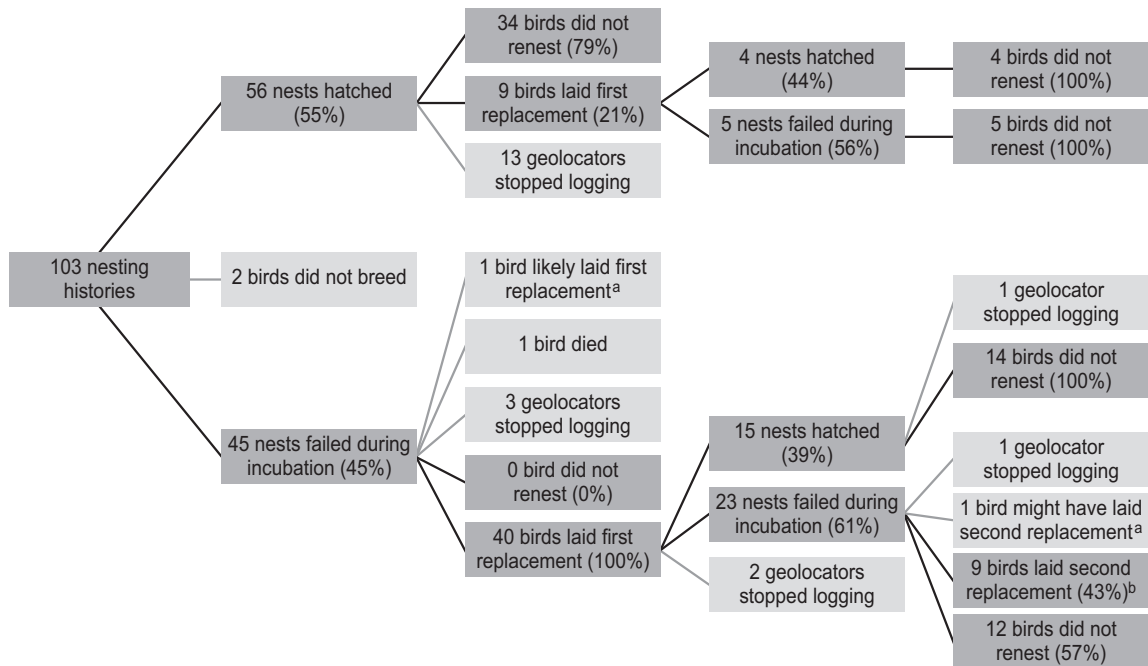 34 birds did not
renest (79%)
56 nests hatched
(55%)
9 birds laid first
replacement (21%)
4 nests hatched
(44%)
4 birds did not
renest (100%)
5 nests failed during
incubation (56%)
5 birds did not
renest (100%)
13 geolocators
stopped logging
103 nesting
histories
2 birds did not breed
1 bird likely laid first
replacementᵃ
1 bird died
3 geolocators
stopped logging
45 nests failed during
incubation (45%)
0 bird did not
renest (0%)
40 birds laid first
replacement (100%)
15 nests hatched
(39%)
23 nests failed during
incubation (61%)
2 geolocators
stopped logging
1 geolocator
stopped logging
14 birds did not
renest (100%)
1 geolocator
stopped logging
1 bird might have laid
second replacementᵃ
9 birds laid second
replacement (43%)ᵇ
12 birds did not
renest (57%)